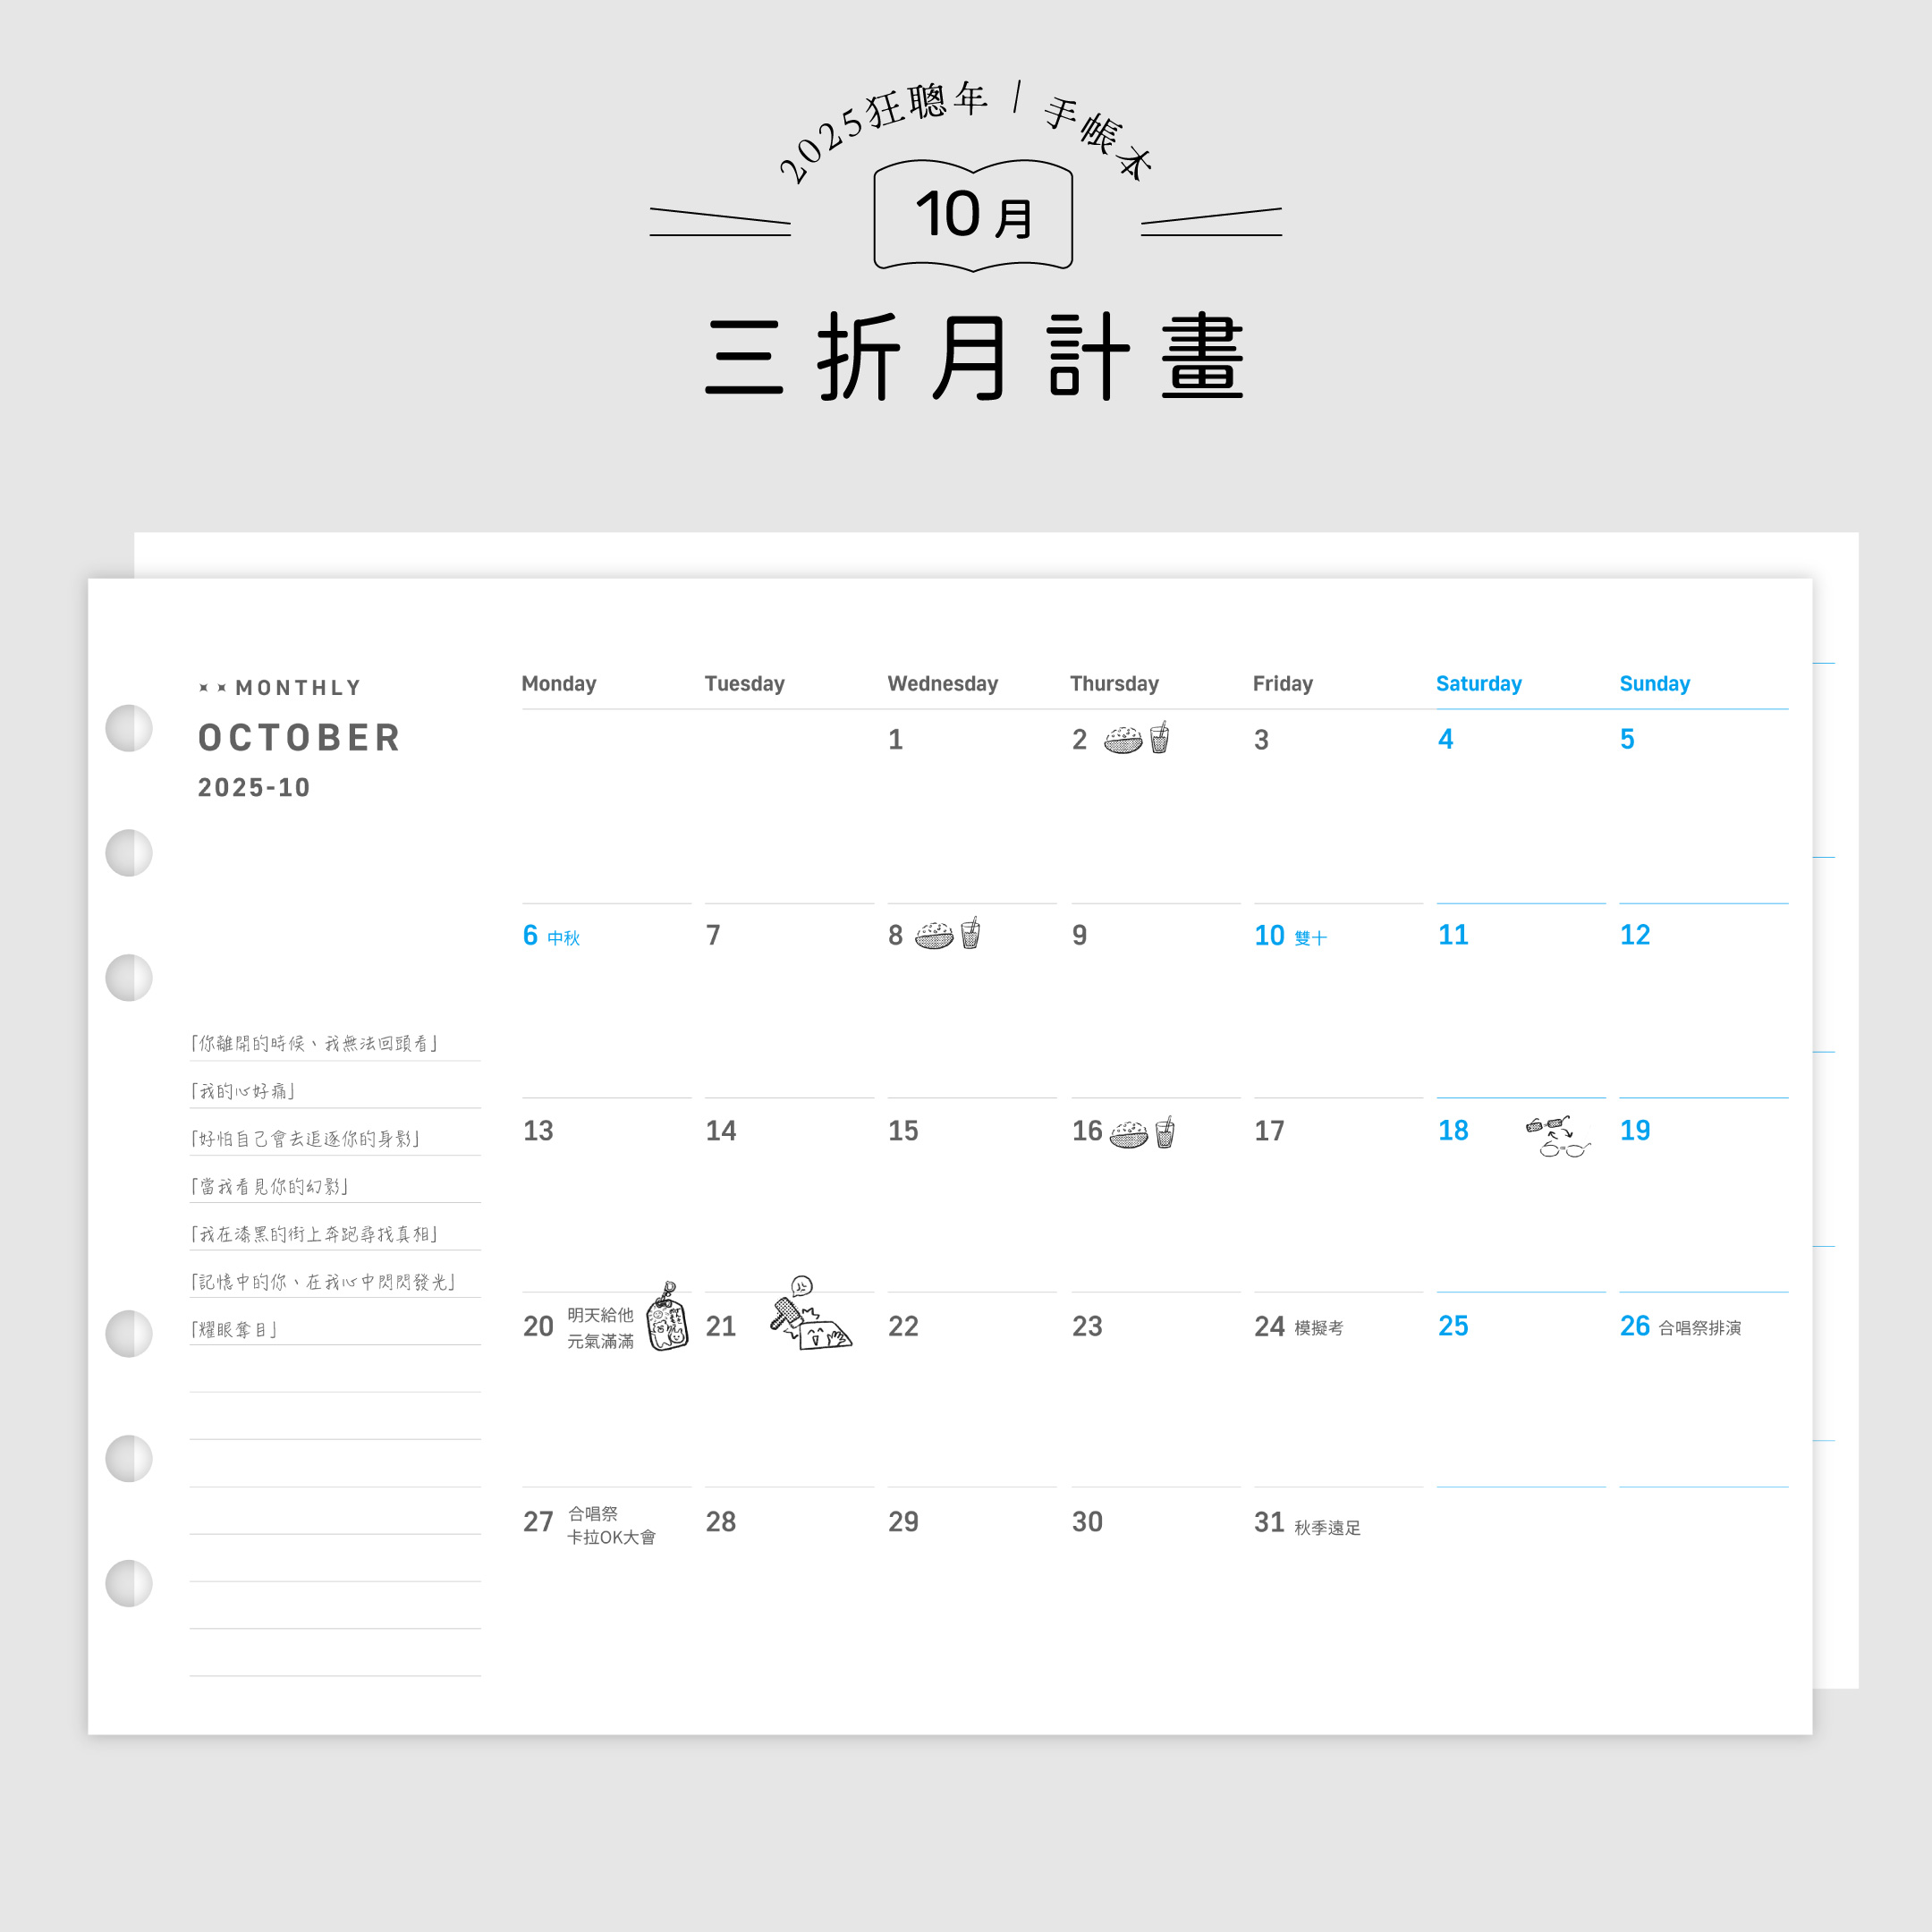 2025狂聰年 / 手帳本
10月
三折月計畫
MONTHLY
OCTOBER
2025-10
「你離開的時候、我無法回頭看」
「我的心好痛」
「好怕自己會去追逐你的身影」
「當我看見你的幻影」
「我在漆黑的街上奔跑尋找真相」
「記憶中的你、在我心中閃閃發光」
「耀眼奪目」
Monday Tuesday Wednesday Thursday Friday Saturday Sunday
1 2 3 4 5
6 中秋 7 8 9 10 雙十 11 12
13 14 15 16 17 18 19
20 明天給他
元氣滿滿 21 22 23 24 模擬考 25 26 合唱祭排演
27 合唱祭
卡拉OK大會 28 29 30 31 秋季遠足